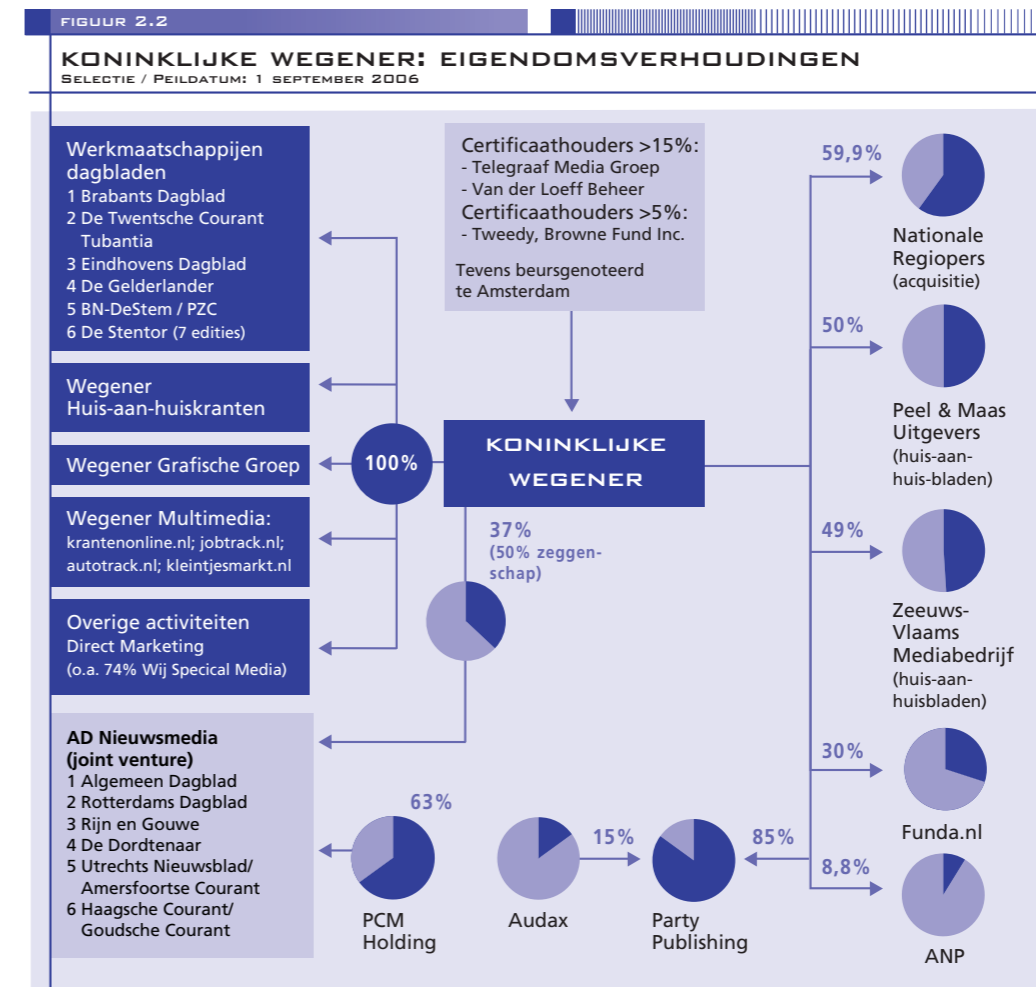 FIGUUR 2.2
KONINKLIJKE WEGENER: EIGENDOMSVERHOUDINGEN
SELECTIE / PEILDATUM: 1 SEPTEMBER 2006
Werkmaatschappijen
dagbladen
1 Brabants Dagblad
2 De Twentsche Courant
Tubantia
3 Eindhovens Dagblad
4 De Gelderlander
5 BN-DeStem / PZC
6 De Stentor (7 edities)
Wegener
Huis-aan-huiskranten
Wegener Grafische Groep
Wegener Multimedia:
krantenonline.nl; jobtrack.nl;
autotrack.nl; kleintjesmarkt.nl
Overige activiteiten
Direct Marketing
(o.a. 74% Wij Specical Media)
AD Nieuwsmedia
(joint venture)
1 Algemeen Dagblad
2 Rotterdams Dagblad
3 Rijn en Gouwe
4 De Dordtenaar
5 Utrechts Nieuwsblad/
Amersfoortse Courant
6 Haagsche Courant/
Goudsche Courant
Certificaathouders >15%:
- Telegraaf Media Groep
- Van der Loeff Beheer
Certificaathouders >5%:
- Tweedy, Browne Fund Inc.
Tevens beursgenoteerd
te Amsterdam
100%
KONINKLIJKE
WEGENER
37%
(50% zeggen-
schap)
63%
PCM
Holding
15%
Audax
85%
Party
Publishing
59,9%
Nationale
Regiopers
(acquisitie)
50%
Peel & Maas
Uitgevers
(huis-aan-
huis-bladen)
49%
Zeeuws-
Vlaams
Mediabedrijf
(huis-aan-
huisbladen)
30%
Funda.nl
8,8%
ANP